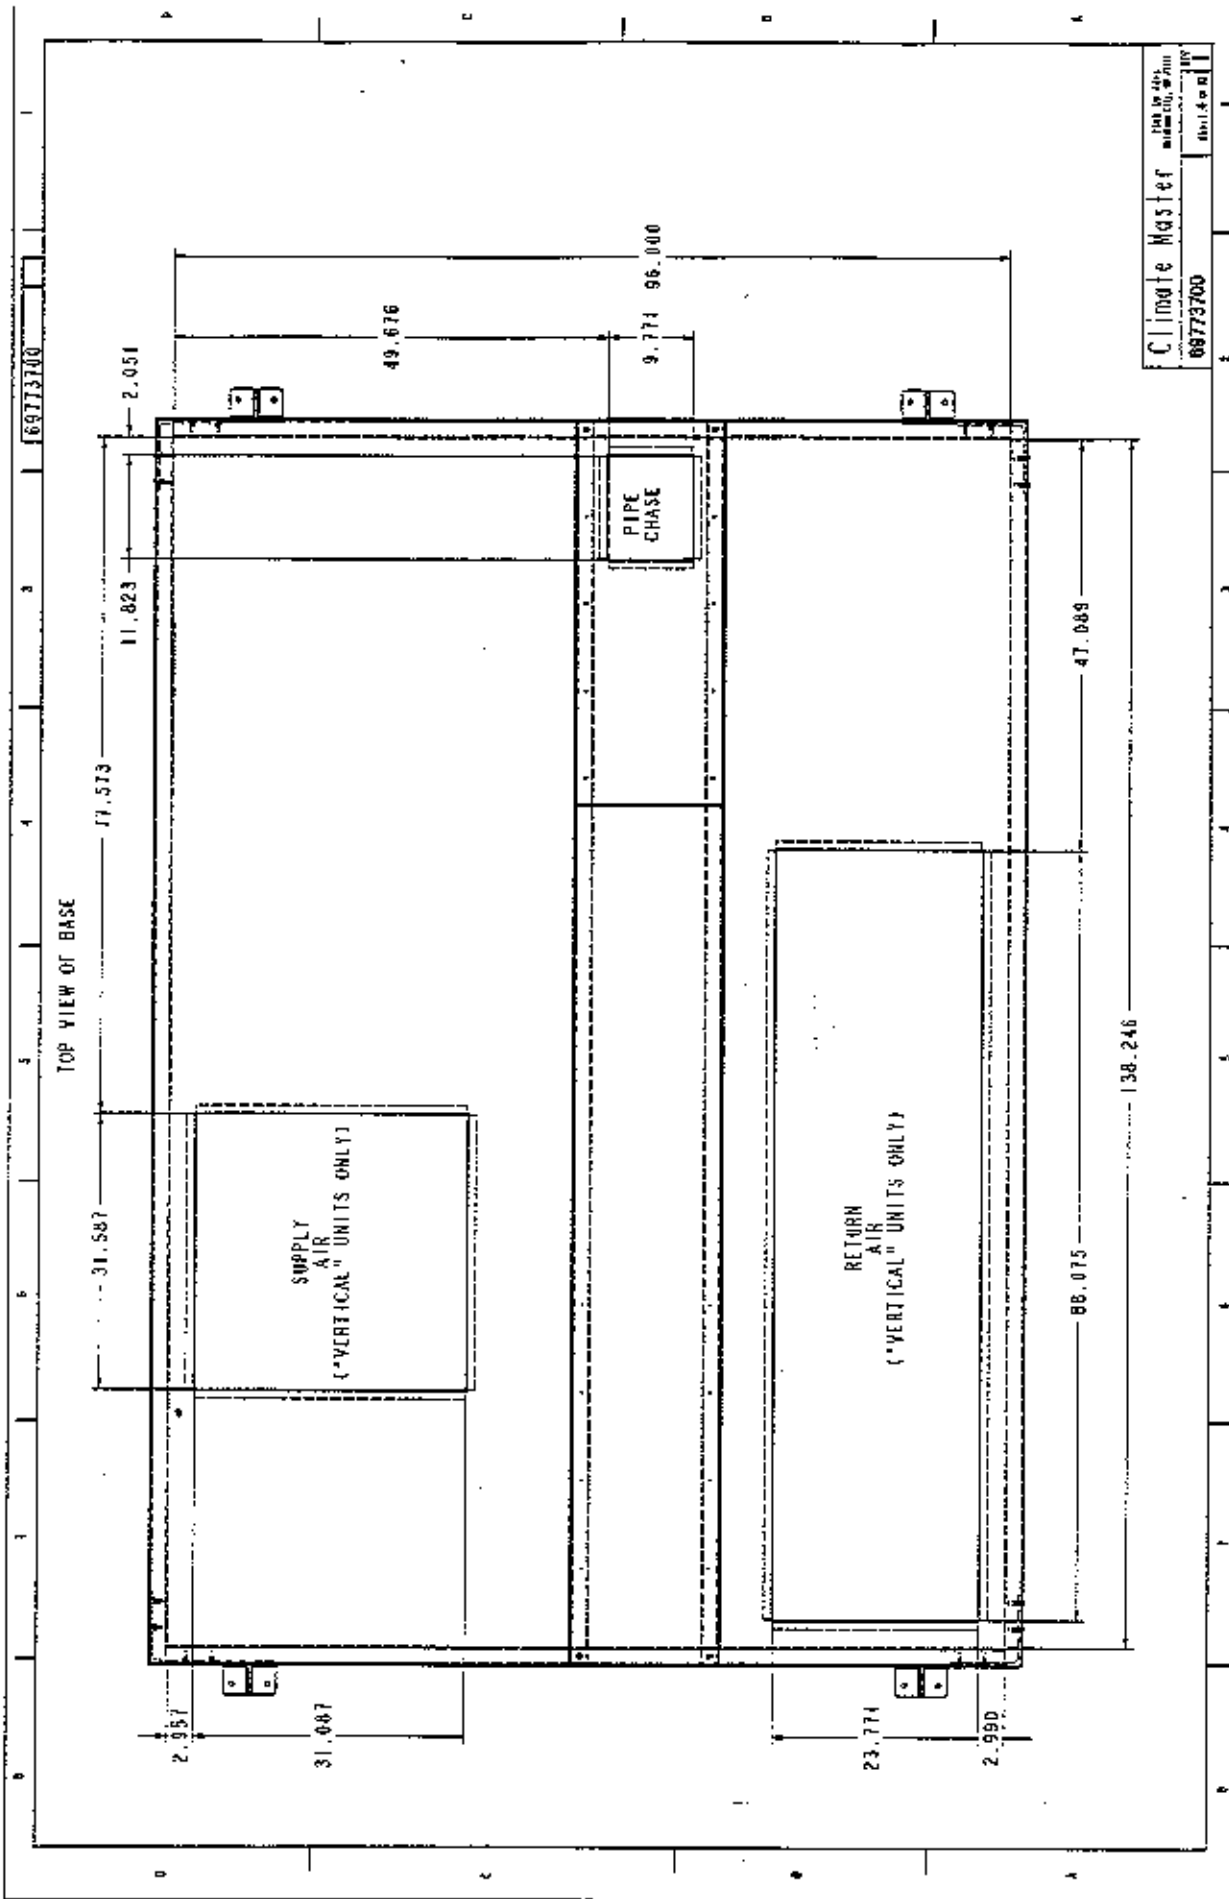 69773700
TOP VIEW OF BASE
31.587
77.573
11.823
2.051
49.676
9.771
96.000
PIPE
CHASE
SUPPLY
AIR
("VERTICAL" UNITS ONLY)
RETURN
AIR
("VERTICAL" UNITS ONLY)
2.957
31.087
23.771
2.990
88.075
47.089
138.246
Climate Master
69773700